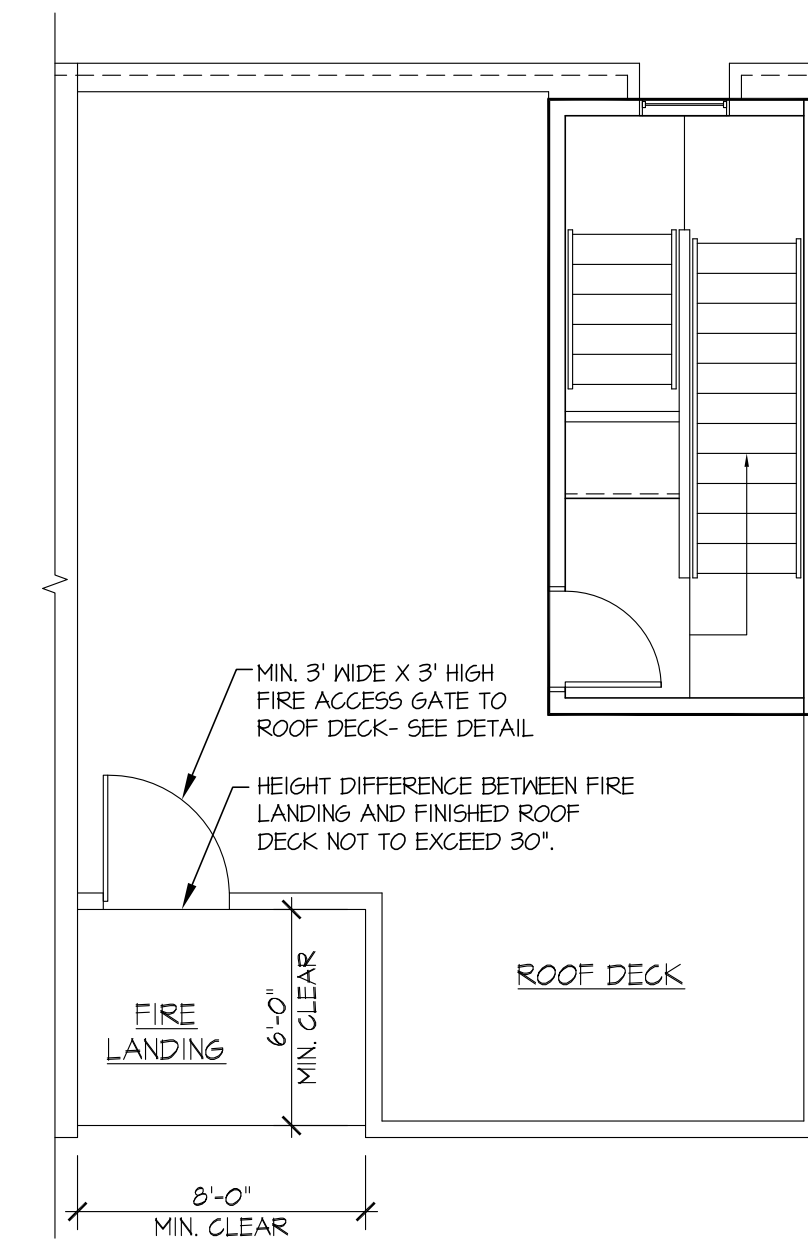 MIN. 3' WIDE X 3' HIGH
FIRE ACCESS GATE TO
ROOF DECK- SEE DETAIL
HEIGHT DIFFERENCE BETWEEN FIRE
LANDING AND FINISHED ROOF
DECK NOT TO EXCEED 30".
ROOF DECK
FIRE
LANDING
6'-0"
MIN. CLEAR
8'-0"
MIN. CLEAR